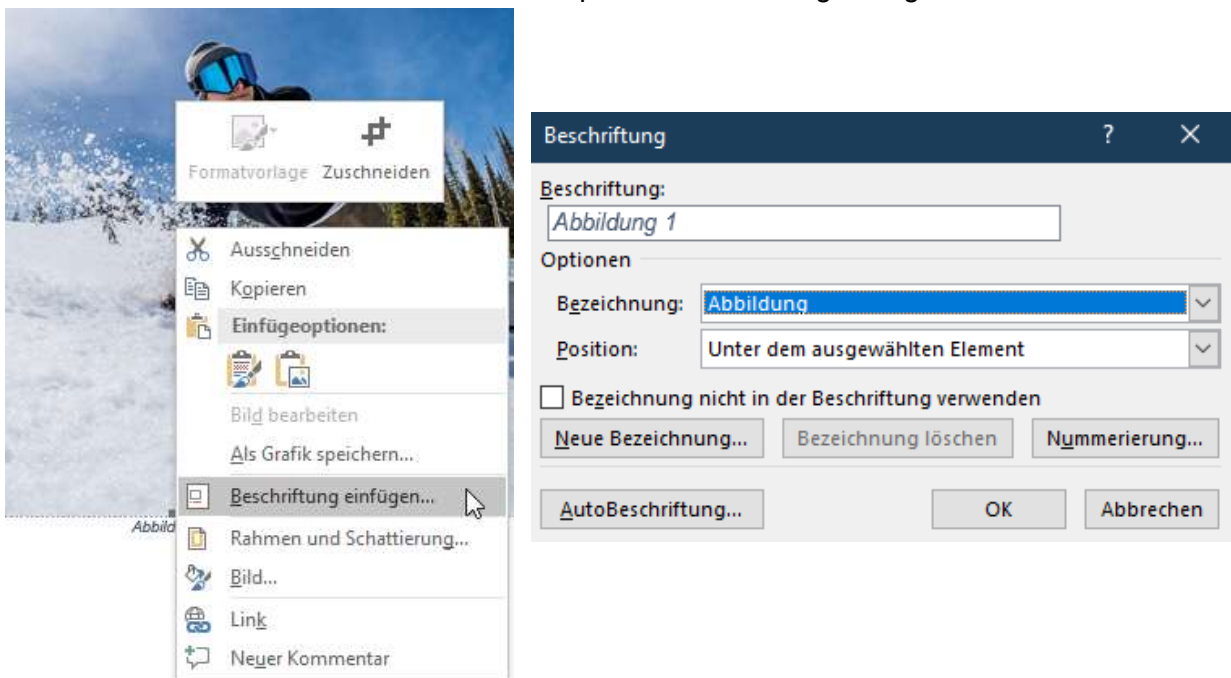 Formatvorlage Zuschneiden
Ausschneiden
Kopieren
Einfügeoptionen:
Bild bearbeiten
Als Grafik speichern...
Beschriftung einfügen...
Rahmen und Schattierung...
Bild...
Link
Neuer Kommentar
Beschriftung ? ×
Beschriftung:
Abbildung 1
Optionen
Bezeichnung: Abbildung
Position: Unter dem ausgewählten Element
Bezeichnung nicht in der Beschriftung verwenden
Neue Bezeichnung... Bezeichnung löschen Nummerierung...
AutoBeschriftung... OK Abbrechen